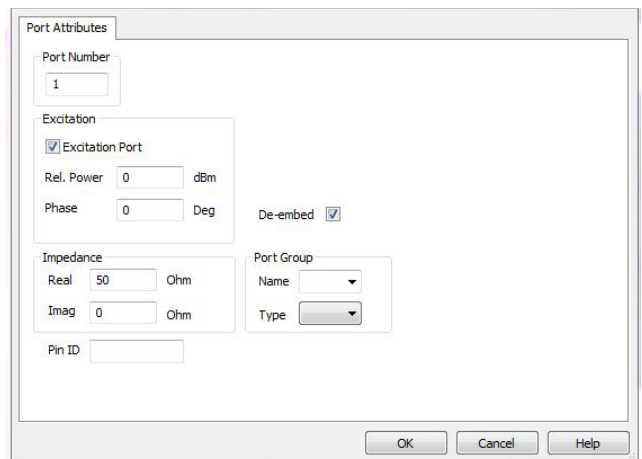 Port Attributes
Port Number
1
Excitation
Excitation Port
Rel. Power 0 dBm
Phase 0 Deg
De-embed
Impedance
Real 50 Ohm
Imag 0 Ohm
Port Group
Name
Type
Pin ID
OK Cancel Help